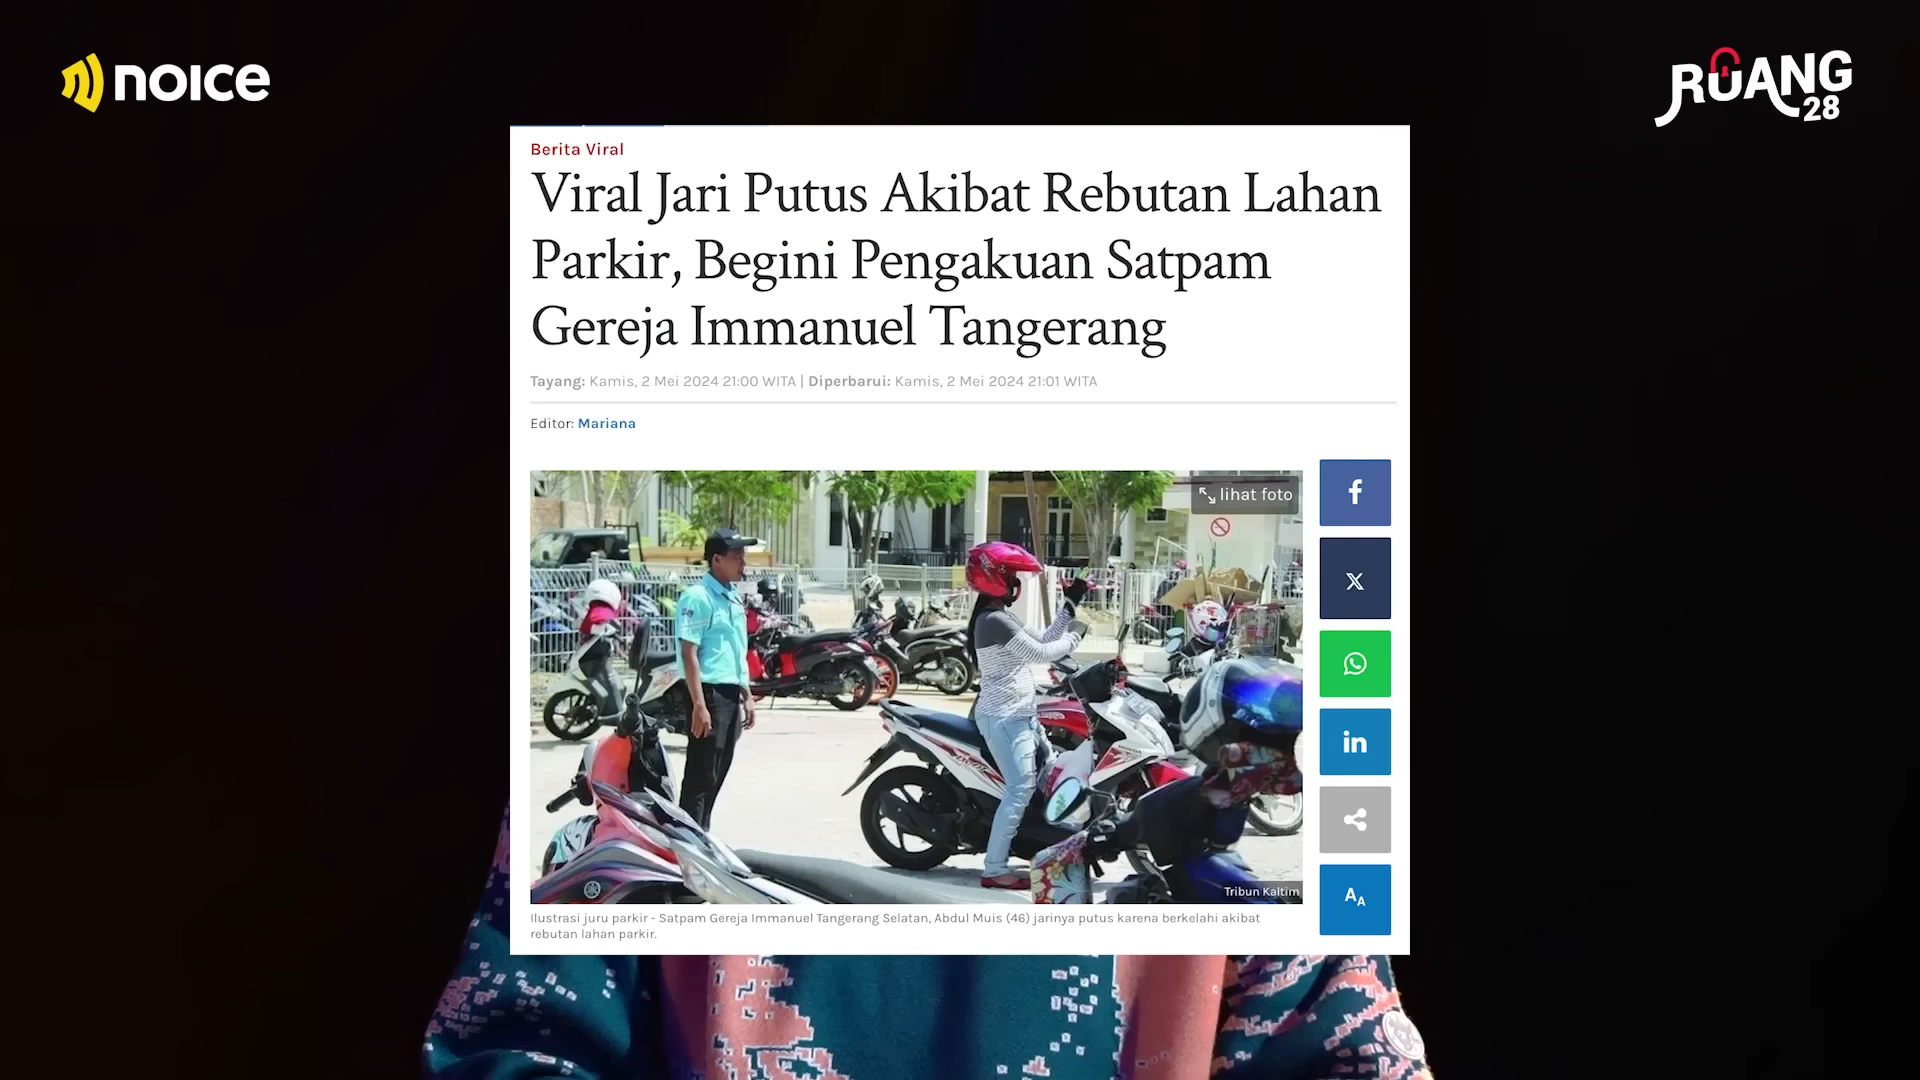 noice
RUANG
28
Berita Viral
Viral Jari Putus Akibat Rebutan Lahan
Parkir, Begini Pengakuan Satpam
Gereja Immanuel Tangerang
Tayang: Kamis, 2 Mei 2024 21:00 WITA | Diperbarui: Kamis, 2 Mei 2024 21:01 WITA
Editor: Mariana
lihat foto
Tribun Kaltim
Ilustrasi juru parkir - Satpam Gereja Immanuel Tangerang Selatan, Abdul Muis (46) jarinya putus karena berkelahi akibat
rebutan lahan parkir.